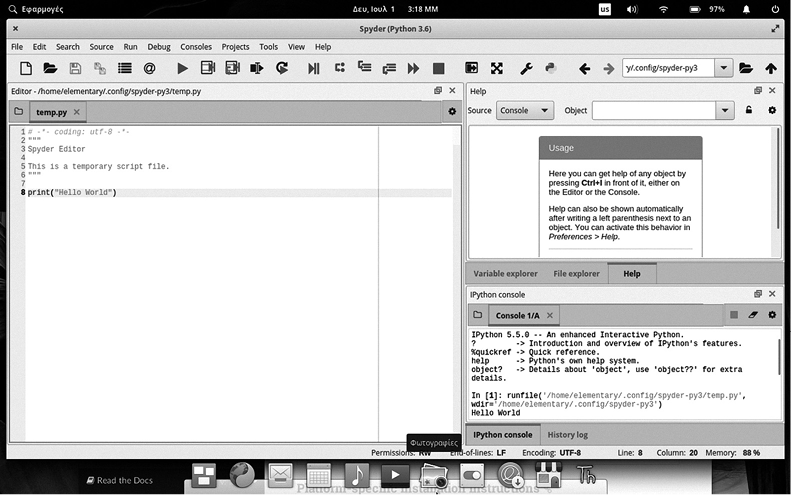 Εφαρμογές
Δευ, Ιουλ 1 3:18 MM
us
97%
Spyder (Python 3.6)
File Edit Search Source Run Debug Consoles Projects Tools View Help
y/.config/spyder-py3
Editor - /home/elementary/.config/spyder-py3/temp.py
temp.py
1 # -*- coding: utf-8 -*-
2 """
3 Spyder Editor
4
5 This is a temporary script file.
6 """
7
8 print("Hello World")
Help
Source Console Object
Usage
Here you can get help of any object by
pressing Ctrl+I in front of it, either on
the Editor or the Console.
Help can also be shown automatically
after writing a left parenthesis next to an
object. You can activate this behavior in
Preferences > Help.
Variable explorer File explorer Help
IPython console
Console 1/A
IPython 5.5.0 -- An enhanced Interactive Python.
? -> Introduction and overview of IPython's features.
%quickref -> Quick reference.
help -> Python's own help system.
object? -> Details about 'object', use 'object??' for extra
details.
In [1]: runfile('/home/elementary/.config/spyder-py3/temp.py',
wdir='/home/elementary/.config/spyder-py3')
Hello World
IPython console History log
Φωτογραφίες
Permissions: RW End-of-lines: LF Encoding: UTF-8 Line: 8 Column: 20 Memory: 88 %
Read the Docs
Th
Platform-specific installation instructions